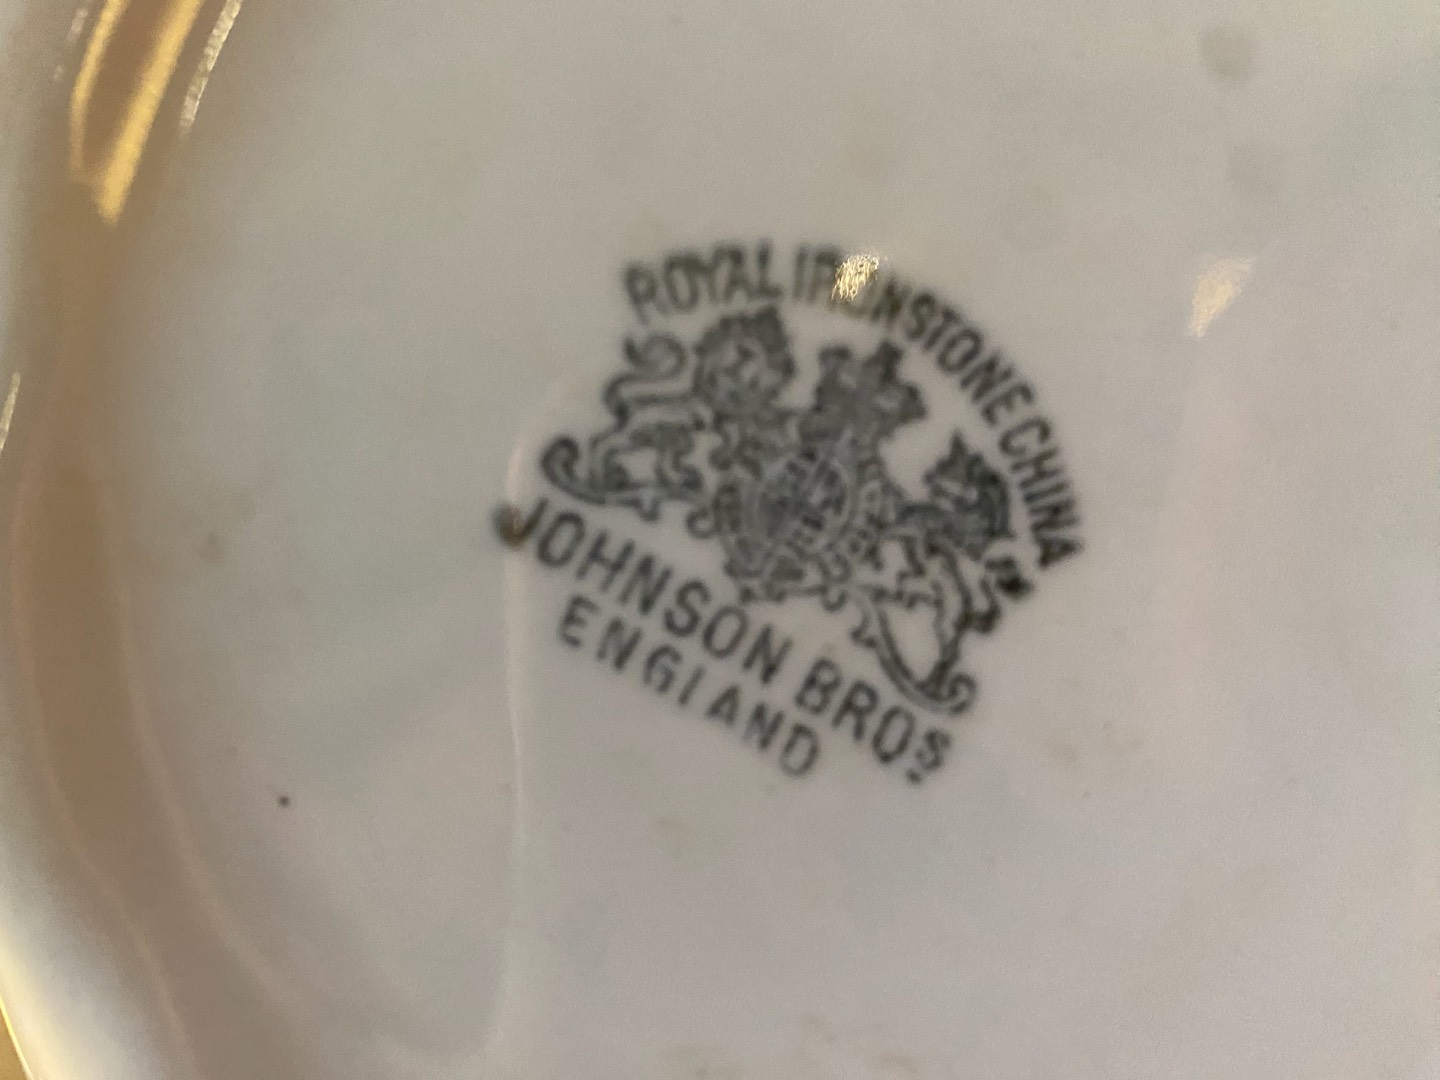 ROYAL IRONSTONE CHINA
JOHNSON BROS.
ENGLAND